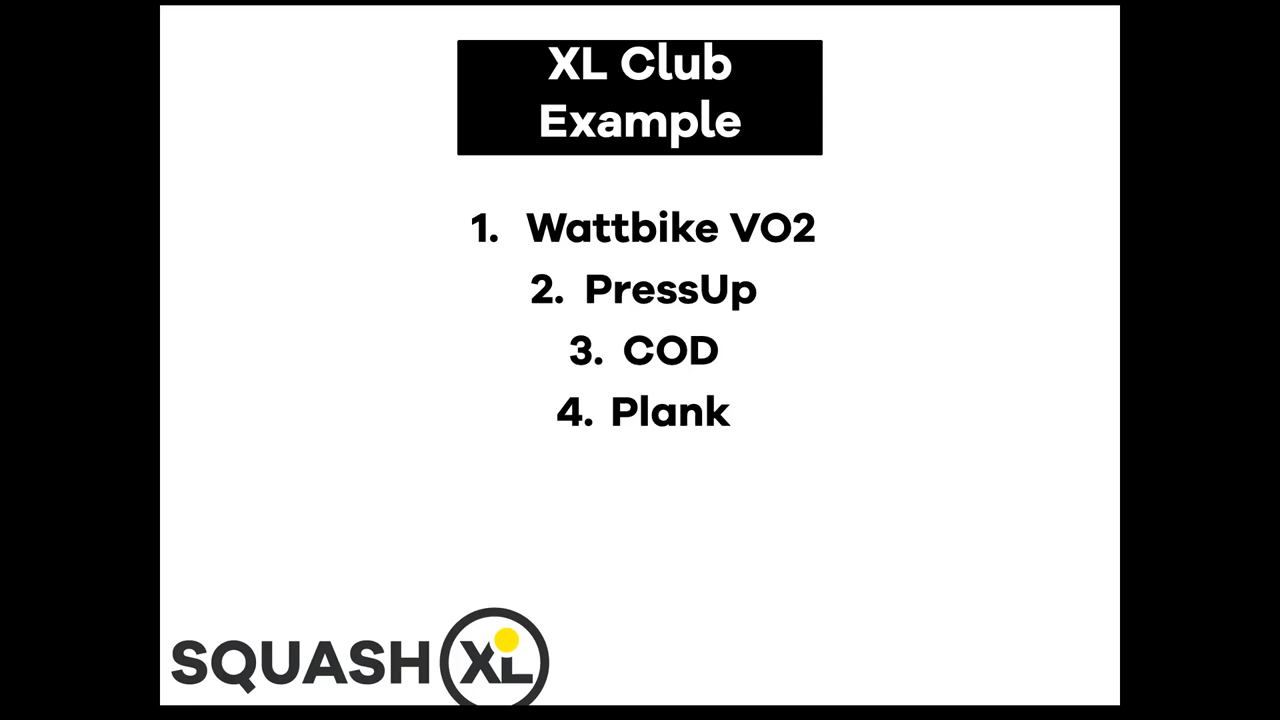 XL Club
Example
1. Wattbike VO2
2. PressUp
3. COD
4. Plank
SQUASH XL